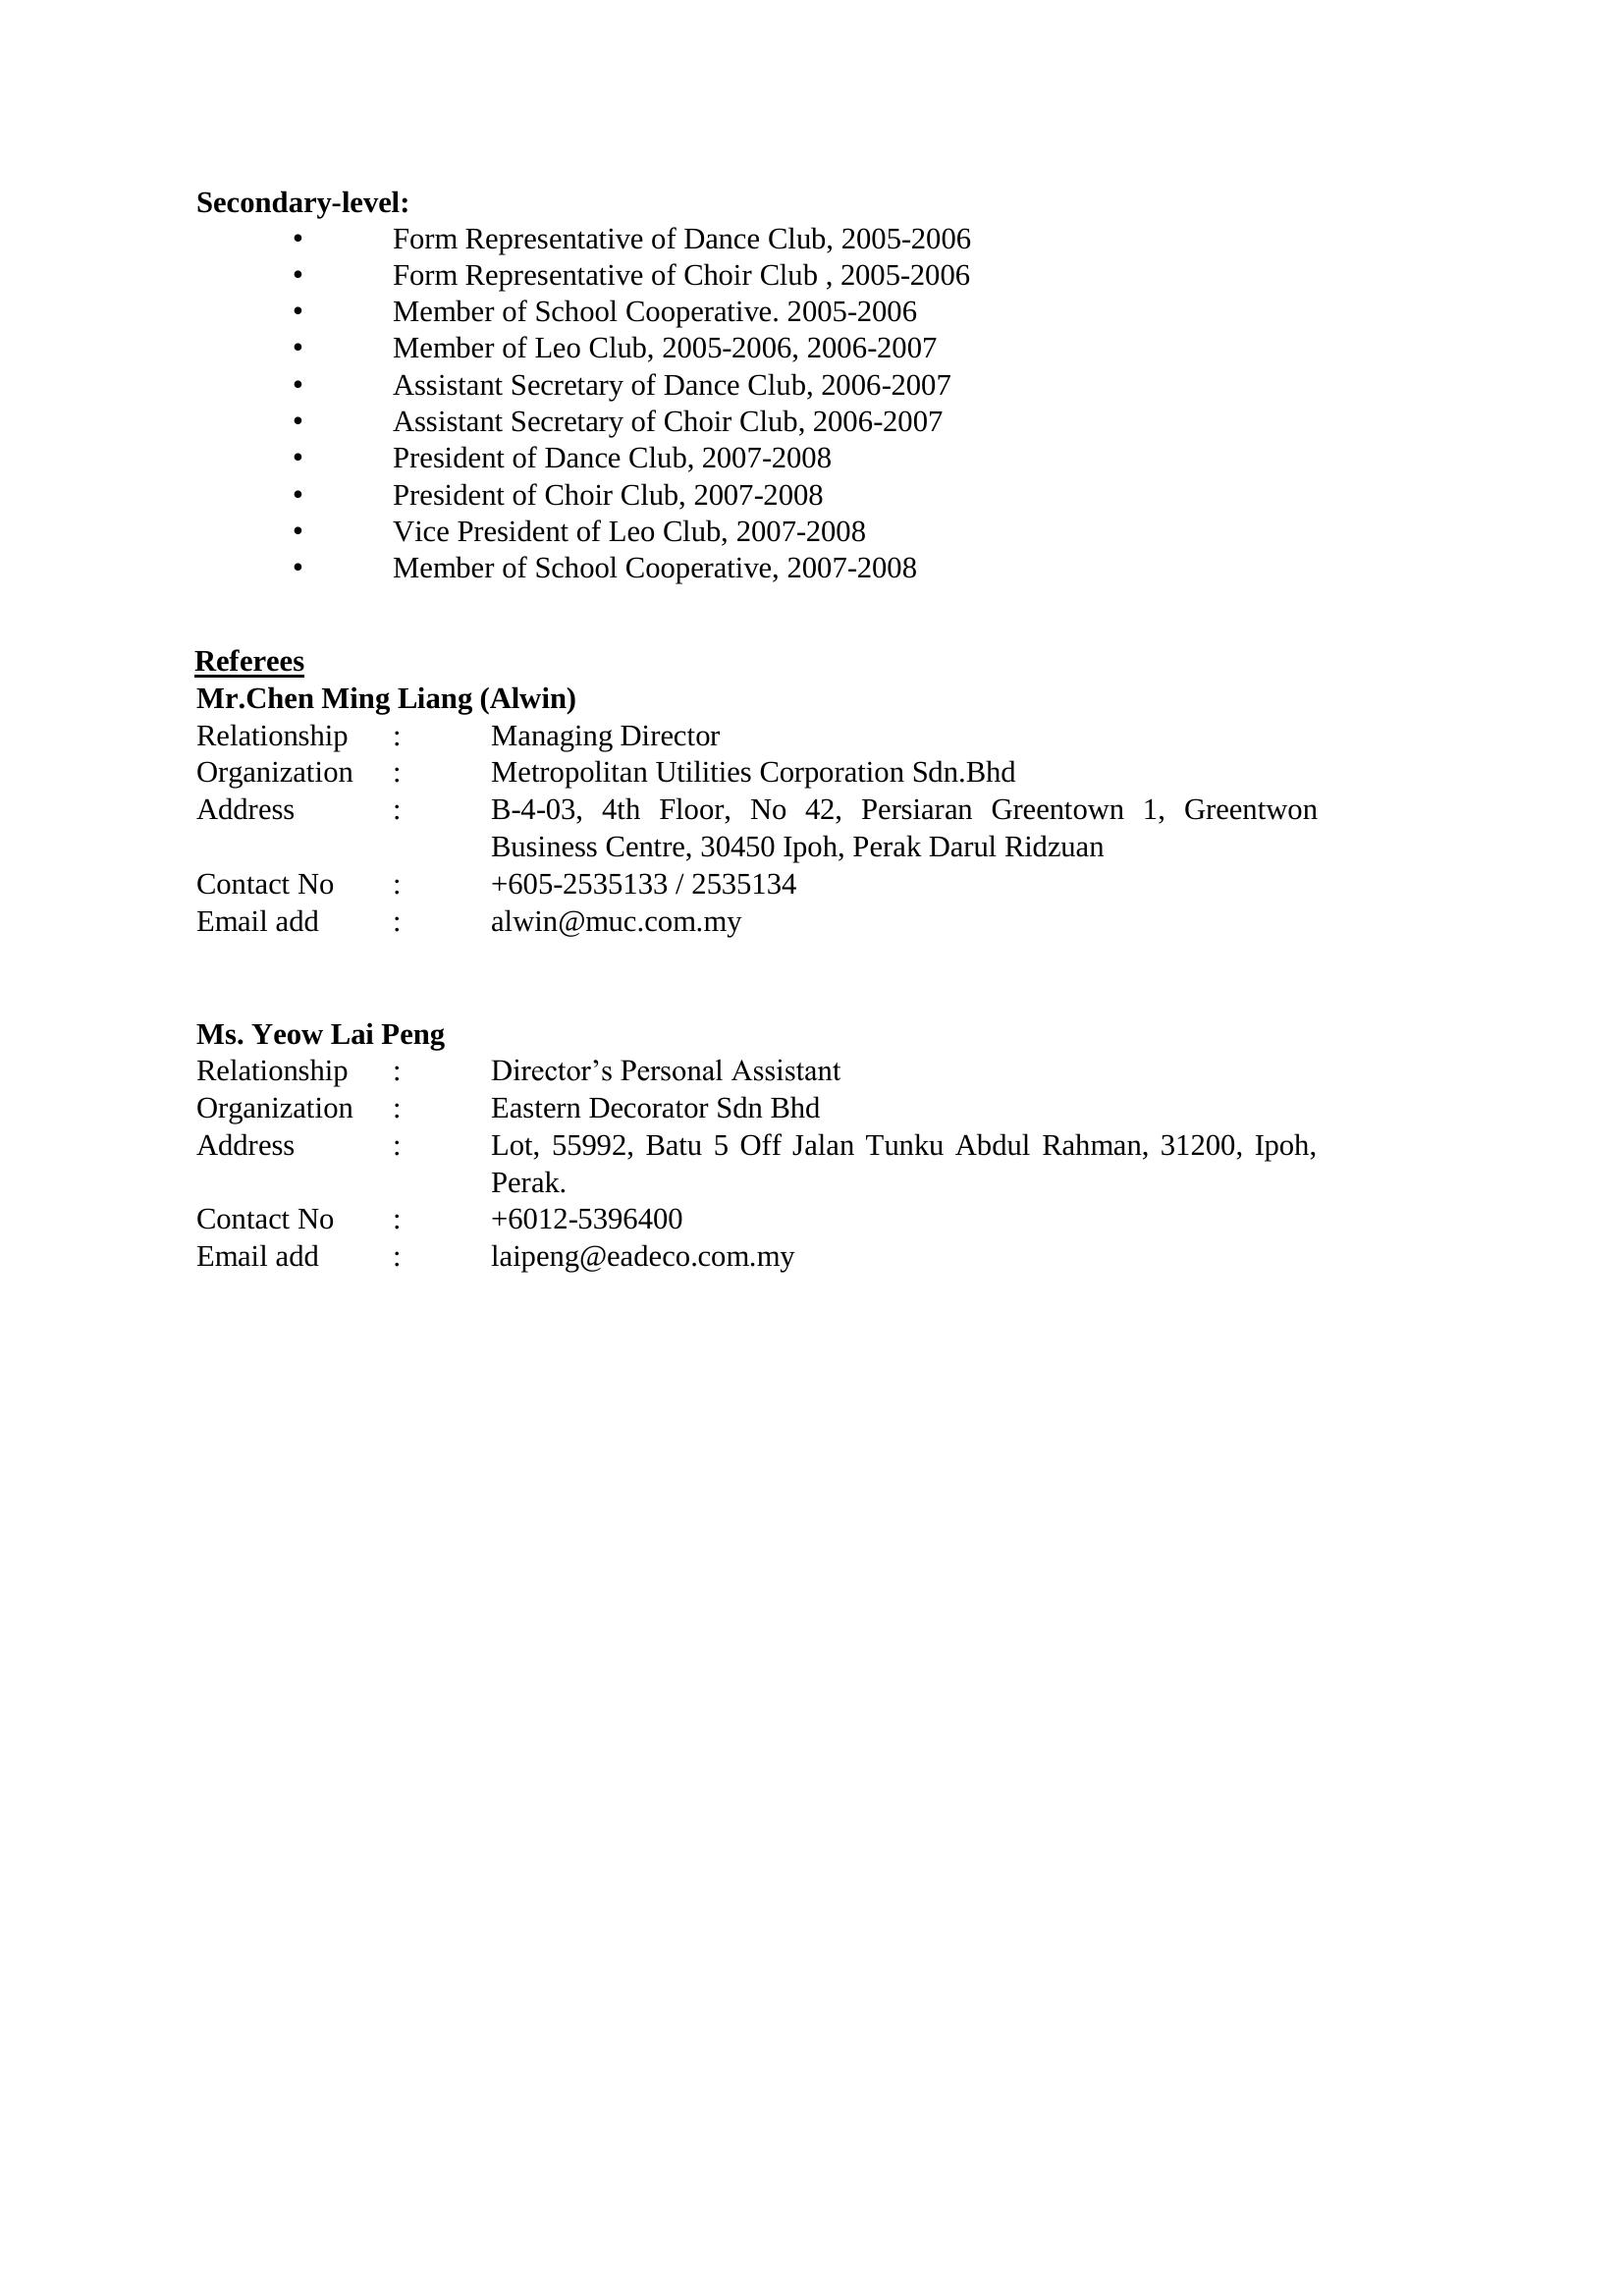 Secondary-level:
• Form Representative of Dance Club, 2005-2006
• Form Representative of Choir Club , 2005-2006
• Member of School Cooperative. 2005-2006
• Member of Leo Club, 2005-2006, 2006-2007
• Assistant Secretary of Dance Club, 2006-2007
• Assistant Secretary of Choir Club, 2006-2007
• President of Dance Club, 2007-2008
• President of Choir Club, 2007-2008
• Vice President of Leo Club, 2007-2008
• Member of School Cooperative, 2007-2008
Referees
Mr.Chen Ming Liang (Alwin)
Relationship : Managing Director
Organization : Metropolitan Utilities Corporation Sdn.Bhd
Address : B-4-03, 4th Floor, No 42, Persiaran Greentown 1, Greentwon
Business Centre, 30450 Ipoh, Perak Darul Ridzuan
Contact No : +605-2535133 / 2535134
Email add : alwin@muc.com.my
Ms. Yeow Lai Peng
Relationship : Director’s Personal Assistant
Organization : Eastern Decorator Sdn Bhd
Address : Lot, 55992, Batu 5 Off Jalan Tunku Abdul Rahman, 31200, Ipoh,
Perak.
Contact No : +6012-5396400
Email add : laipeng@eadeco.com.my